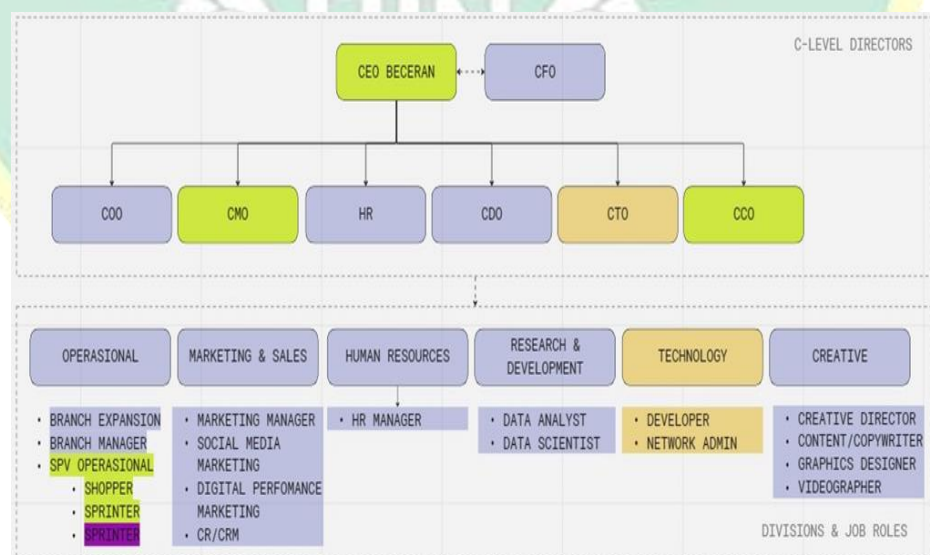 C-LEVEL DIRECTORS
CEO BECERAN
CFO
COO
CMO
HR
CDO
CTO
CCO
OPERASIONAL
MARKETING & SALES
HUMAN RESOURCES
RESEARCH &
DEVELOPMENT
TECHNOLOGY
CREATIVE
• BRANCH EXPANSION
• BRANCH MANAGER
• SPV OPERASIONAL
• SHOPPER
• SPRINTER
• SPRINTER
• MARKETING MANAGER
• SOCIAL MEDIA
MARKETING
• DIGITAL PERFOMANCE
MARKETING
• CR/CRM
• HR MANAGER
• DATA ANALYST
• DATA SCIENTIST
• DEVELOPER
• NETWORK ADMIN
• CREATIVE DIRECTOR
• CONTENT/COPYWRITER
• GRAPHICS DESIGNER
• VIDEOGRAPHER
DIVISIONS & JOB ROLES